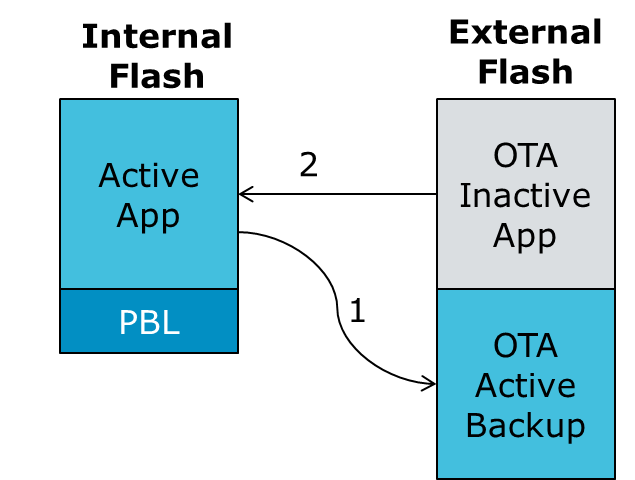 Internal
Flash
External
Flash
Active
App
PBL
2
1
OTA
Inactive
App
OTA
Active
Backup